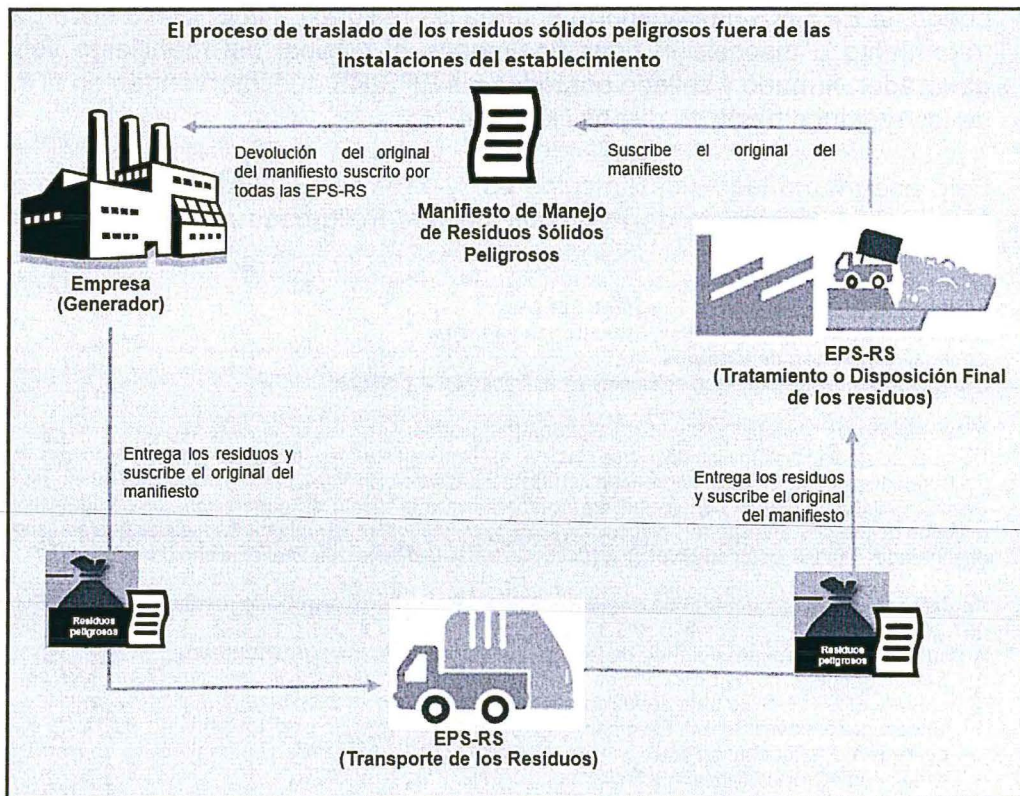 El proceso de traslado de los residuos sólidos peligrosos fuera de las
instalaciones del establecimiento
Devolución del original
del manifiesto suscrito por
todas las EPS-RS
Suscribe el original del
manifiesto
Manifiesto de Manejo
de Residuos Sólidos
Peligrosos
Empresa
(Generador)
EPS-RS
(Tratamiento o Disposición Final
de los residuos)
Entrega los residuos y
suscribe el original del
manifiesto
Entrega los residuos
y suscribe el original
del manifiesto
Residuos
peligrosos
Residuos
peligrosos
EPS-RS
(Transporte de los Residuos)